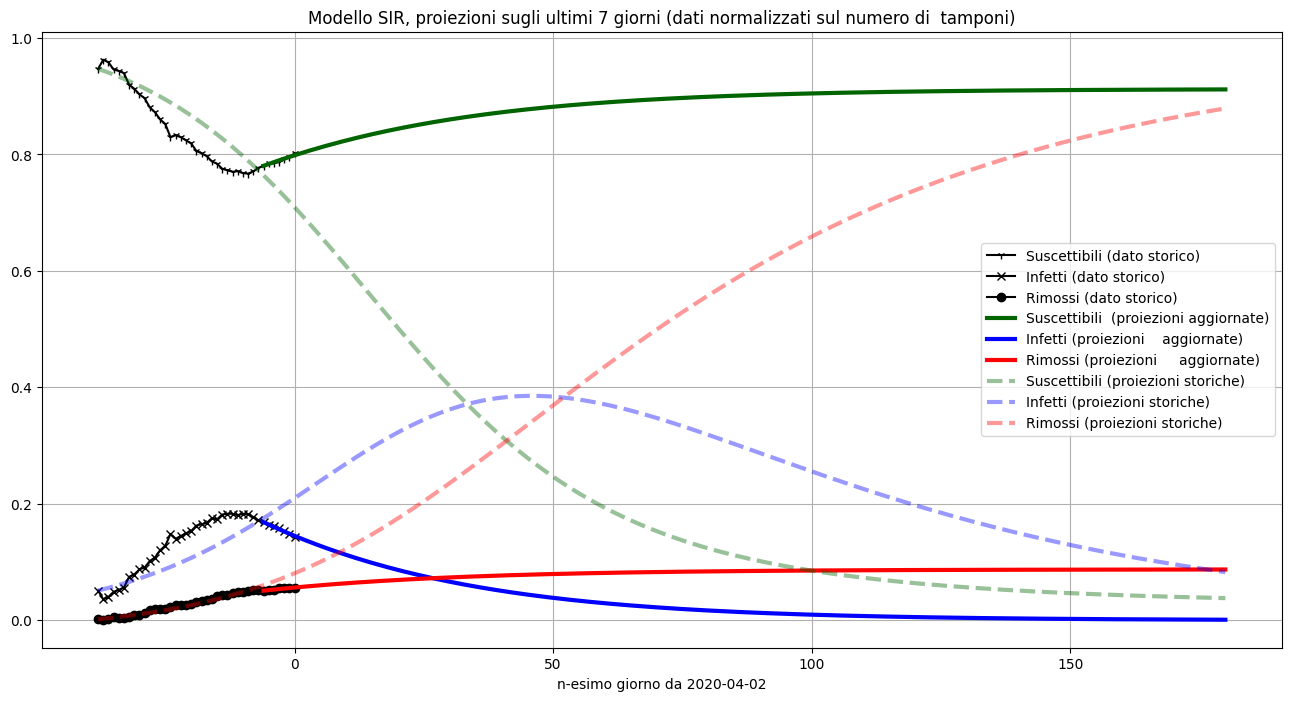 Modello SIR, proiezioni sugli ultimi 7 giorni (dati normalizzati sul numero di  tamponi)
1.0
0.8
0.6
0.4
0.2
0.0
Suscettibili (dato storico)
Infetti (dato storico)
Rimossi (dato storico)
Suscettibili  (proiezioni aggiornate)
Infetti (proiezioni    aggiornate)
Rimossi (proiezioni     aggiornate)
Suscettibili (proiezioni storiche)
Infetti (proiezioni storiche)
Rimossi (proiezioni storiche)
0 50 100 150
n-esimo giorno da 2020-04-02